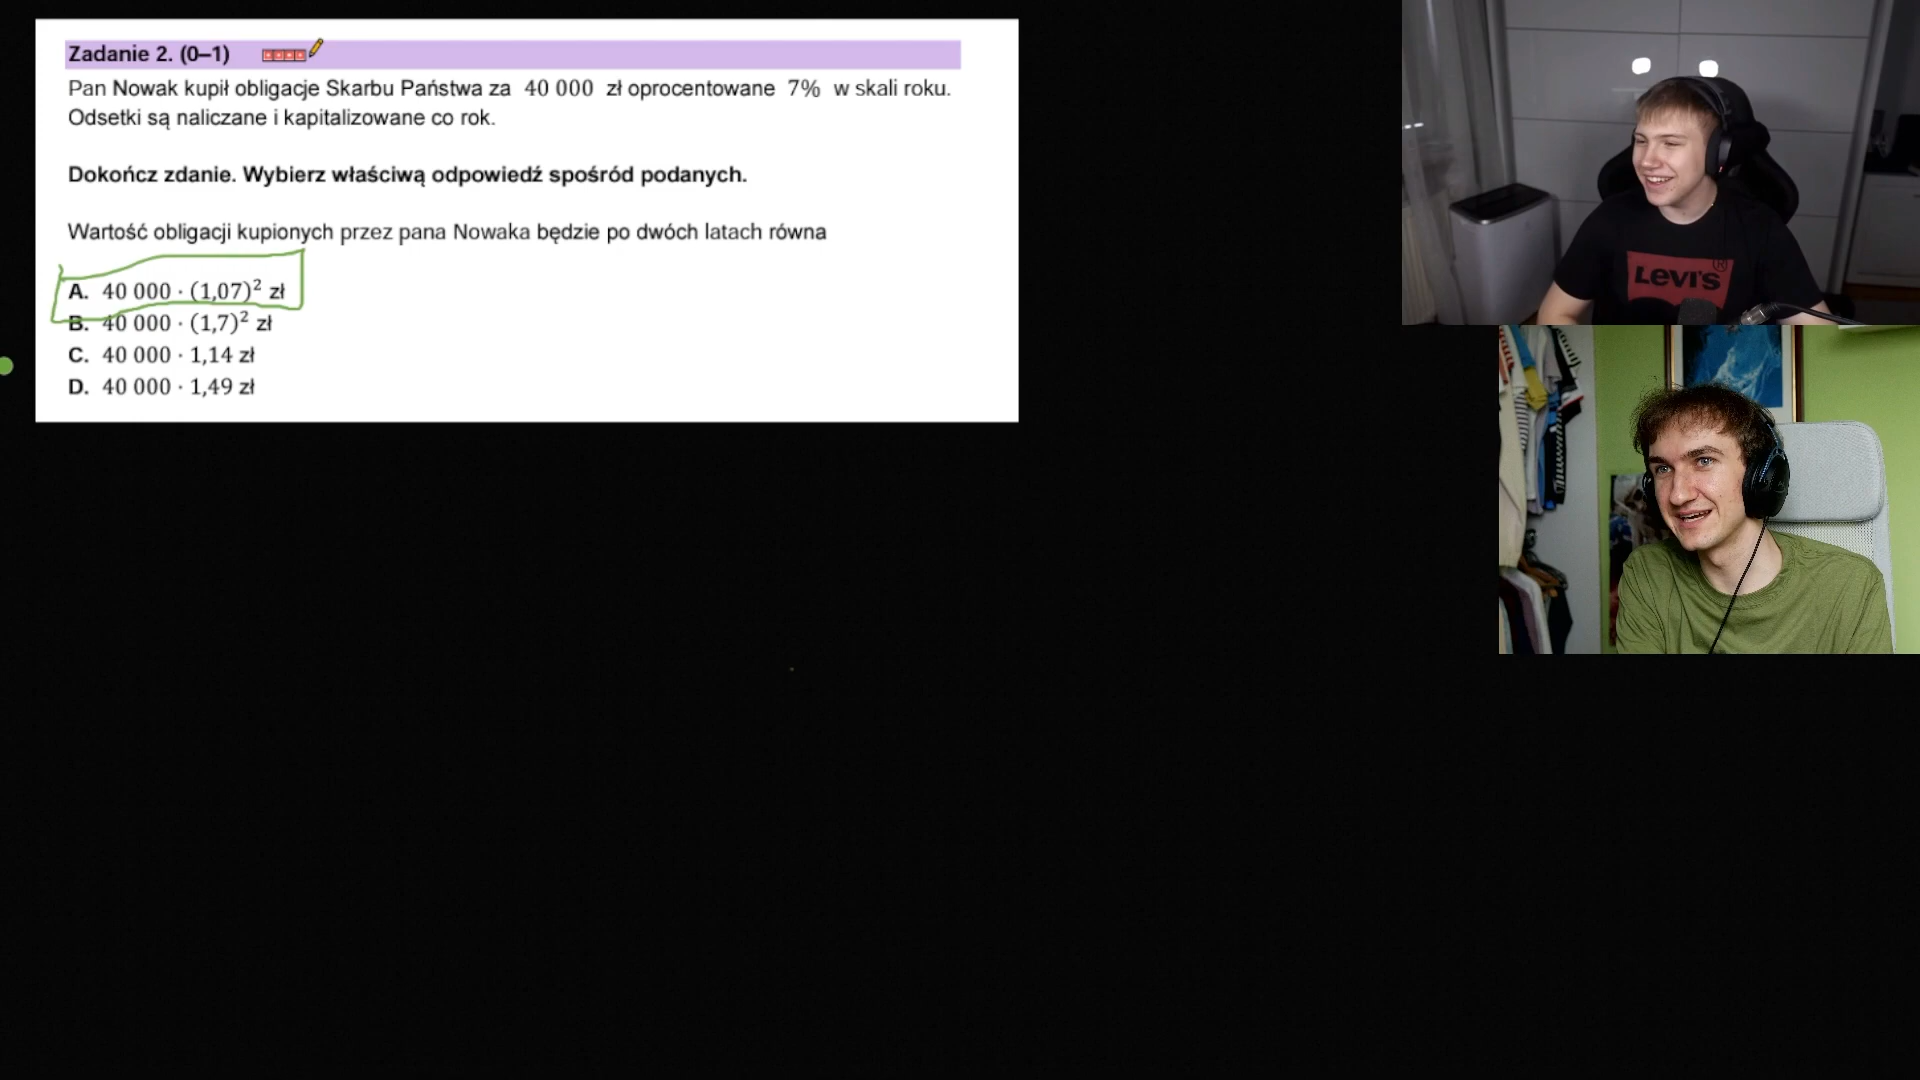 Zadanie 2. (0–1)
Pan Nowak kupił obligacje Skarbu Państwa za 40 000 zł oprocentowane 7% w skali roku.
Odsetki są naliczane i kapitalizowane co rok.
Dokończ zdanie. Wybierz właściwą odpowiedź spośród podanych.
Wartość obligacji kupionych przez pana Nowaka będzie po dwóch latach równa
A. 40 000 · (1,07)² zł
B. 40 000 · (1,7)² zł
C. 40 000 · 1,14 zł
D. 40 000 · 1,49 zł
LEVI'S®